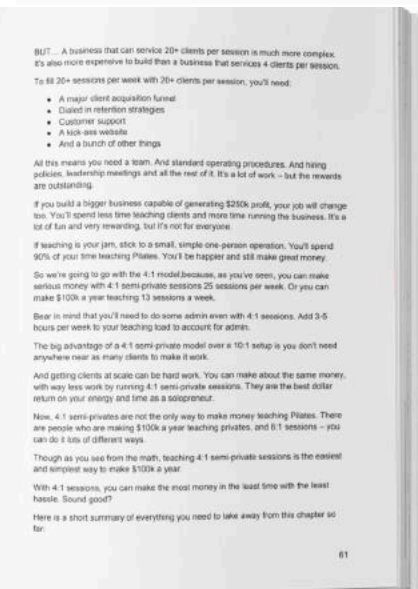 BUT... A business that can service 20+ clients per session is much more complex.
It's also more expensive to build than a business that services 4 clients per session.
To fill 20+ sessions per week with 20+ clients per session, you'll need:
• A major client acquisition funnel
• Dialed in retention strategies
• Customer support
• A kick-ass website
• And a bunch of other things
All this means you need a team. And standard operating procedures. And hiring
policies, leadership meetings and all the rest of it. It's a lot of work – but the rewards
are outstanding.
If you build a bigger business capable of generating $250k profit, your job will change
too. You'll spend less time teaching clients and more time running the business. It's a
lot of fun and very rewarding, but it's not for everyone.
If teaching is your jam, stick to a small, simple one-person operation. You'll spend
90% of your time teaching Pilates. You'll be happier and still make great money.
So we're going to go with the 4:1 model because, as you've seen, you can make
serious money with 4:1 semi-private sessions 25 sessions per week. Or you can
make $100k a year teaching 13 sessions a week.
Bear in mind that you'll need to do some admin even with 4:1 sessions. Add 3-5
hours per week to your teaching load to account for admin.
The big advantage of a 4:1 semi-private model over a 10:1 setup is you don't need
anywhere near as many clients to make it work.
And getting clients at scale can be hard work. You can make about the same money,
with way less work by running 4:1 semi-private sessions. They are the best dollar
return on your energy and time as a solopreneur.
Now, 4:1 semi-privates are not the only way to make money teaching Pilates. There
are people who are making $100k a year teaching privates, and 8:1 sessions – you
can do it lots of different ways.
Though as you see from the math, teaching 4:1 semi-private sessions is the easiest
and simplest way to make $100k a year.
With 4:1 sessions, you can make the most money in the least time with the least
hassle. Sound good?
Here is a short summary of everything you need to take away from this chapter so
far:
61